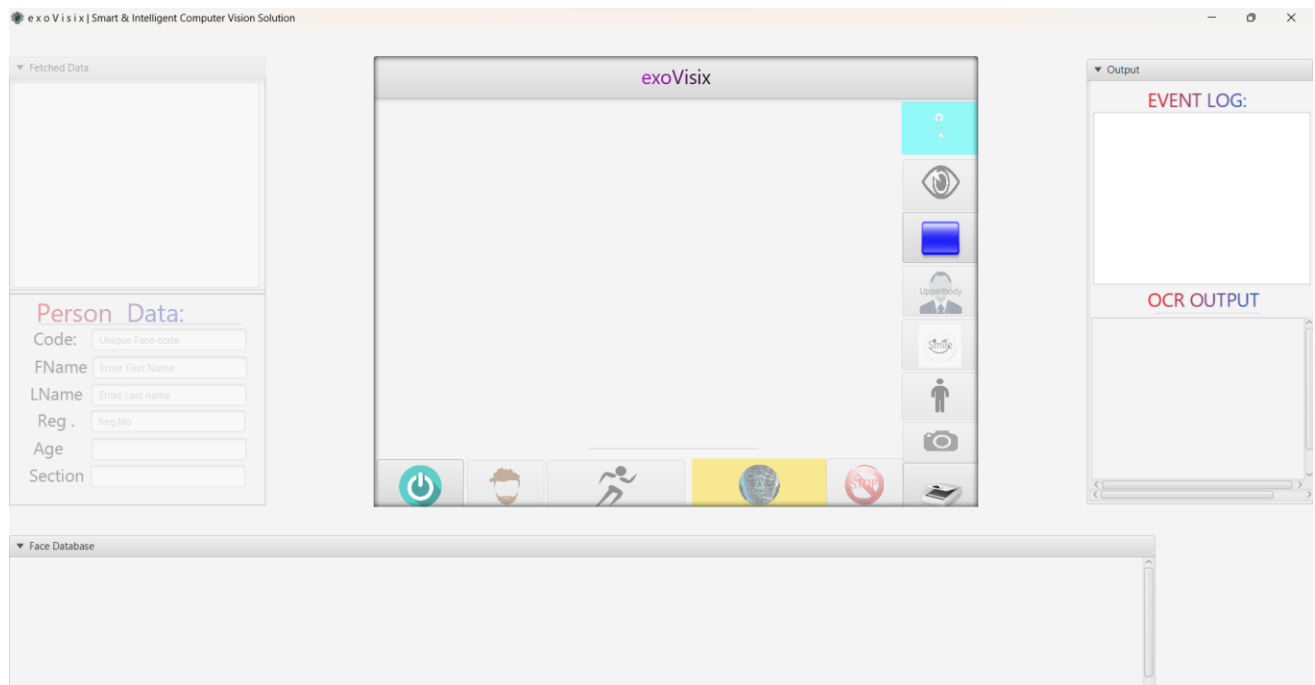 e x o V i s i x | Smart & Intelligent Computer Vision Solution
Fetched Data
Person Data:
Code:
Unique Face code
FName
Enter First Name
LName
Enter Last name
Reg .
Reg.No
Age
Section
exoVisix
Upperbody
Smile
STOP
Output
EVENT LOG:
OCR OUTPUT
Face Database